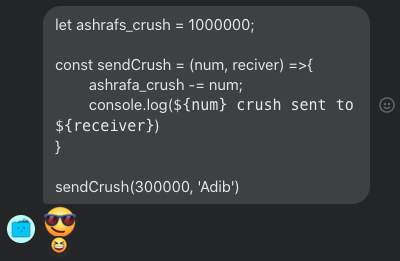 let ashrafs_crush = 1000000;
const sendCrush = (num, reciver) =>{
ashrafa_crush -= num;
console.log(${num} crush sent to
${receiver})
}
sendCrush(300000, 'Adib')